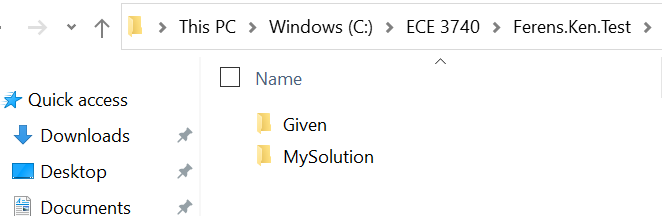 This PC > Windows (C:) > ECE 3740 > Ferens.Ken.Test >
Name
Quick access
Given
Downloads
MySolution
Desktop
Documents